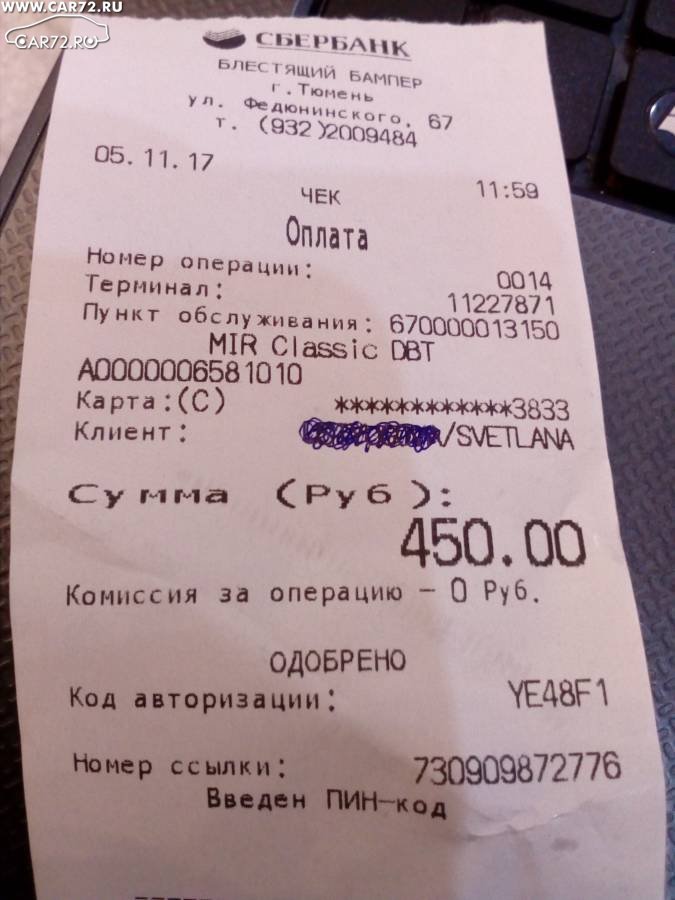 WWW.CAR72.RU
CAR72.RU
СБЕРБАНК
БЛЕСТЯЩИЙ БАМПЕР
г.Тюмень
ул. Федюнинского, 67
т. (932)2009484
05.11.17 11:59
ЧЕК
Оплата
Номер операции: 0014
Терминал: 11227871
Пункт обслуживания: 670000013150
MIR Classic DBT
A0000006581010
Карта:(C) ************3833
Клиент: /SVETLANA
Сумма (Руб):
450.00
Комиссия за операцию – 0 Руб.
ОДОБРЕНО
Код авторизации: YE48F1
Номер ссылки: 730909872776
Введен ПИН-код